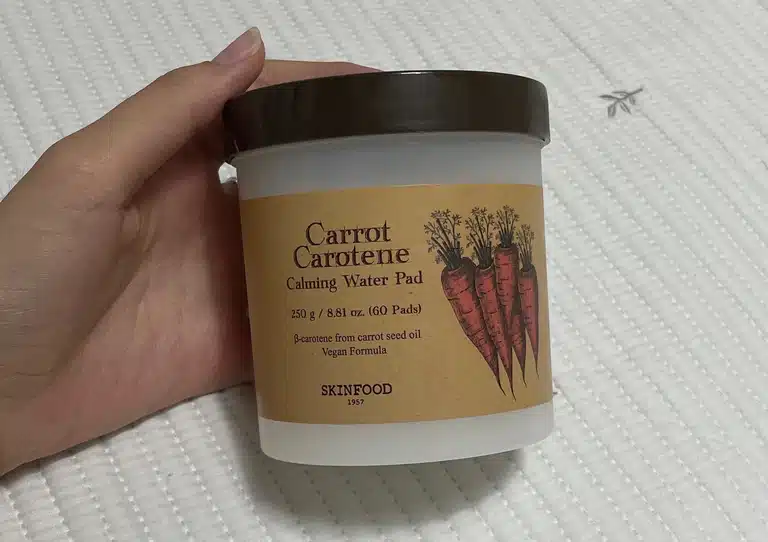 Carrot
Carotene
Calming Water Pad
250 g / 8.81 oz. (60 Pads)
β-carotene from carrot seed oil
Vegan Formula
SKINFOOD
1957